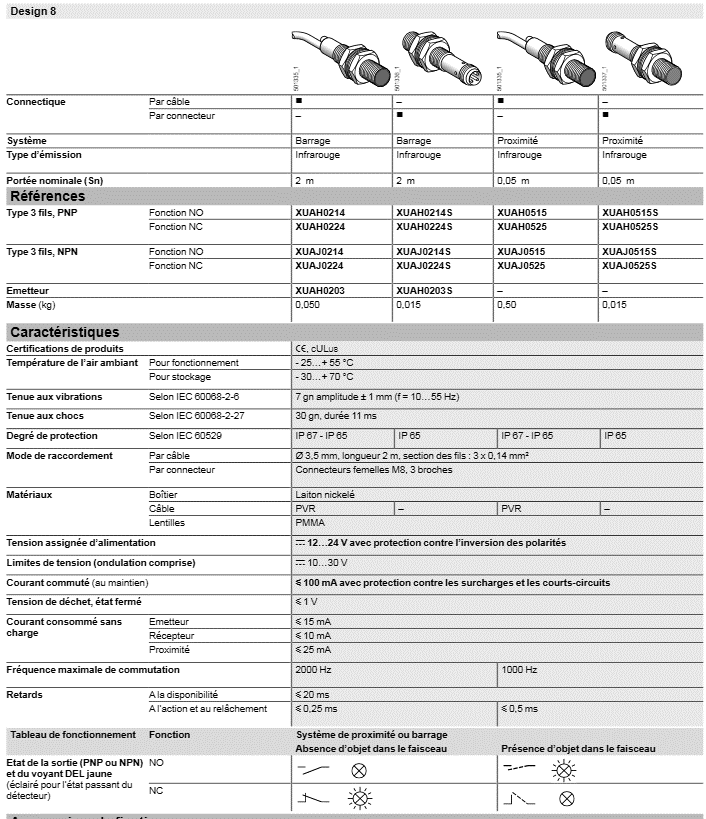 Design 8
501335_1
501336_1
501335_1
501337_1
Connectique Par câble ■ – ■ –
Par connecteur – ■ – ■
Système Barrage Barrage Proximité Proximité
Type d'émission Infrarouge Infrarouge Infrarouge Infrarouge
Portée nominale (Sn) 2 m 2 m 0,05 m 0,05 m
Références
Type 3 fils, PNP Fonction NO XUAH0214 XUAH0214S XUAH0515 XUAH0515S
Fonction NC XUAH0224 XUAH0224S XUAH0525 XUAH0525S
Type 3 fils, NPN Fonction NO XUAJ0214 XUAJ0214S XUAJ0515 XUAJ0515S
Fonction NC XUAJ0224 XUAJ0224S XUAJ0525 XUAJ0525S
Emetteur XUAH0203 XUAH0203S – –
Masse (kg) 0,050 0,015 0,50 0,015
Caractéristiques
Certifications de produits CE, cULus
Température de l'air ambiant Pour fonctionnement - 25…+ 55 °C
Pour stockage - 30…+ 70 °C
Tenue aux vibrations Selon IEC 60068-2-6 7 gn amplitude ± 1 mm (f = 10…55 Hz)
Tenue aux chocs Selon IEC 60068-2-27 30 gn, durée 11 ms
Degré de protection Selon IEC 60529 IP 67 - IP 65 IP 65 IP 67 - IP 65 IP 65
Mode de raccordement Par câble Ø 3,5 mm, longueur 2 m, section des fils : 3 x 0,14 mm²
Par connecteur Connecteurs femelles M8, 3 broches
Matériaux Boîtier Laiton nickelé
Câble PVR – PVR –
Lentilles PMMA
Tension assignée d'alimentation ⎓ 12…24 V avec protection contre l'inversion des polarités
Limites de tension (ondulation comprise) ⎓ 10…30 V
Courant commuté (au maintien) ≤ 100 mA avec protection contre les surcharges et les courts-circuits
Tension de déchet, état fermé ≤ 1 V
Courant consommé sans Emetteur ≤ 15 mA
charge Récepteur ≤ 10 mA
Proximité ≤ 25 mA
Fréquence maximale de commutation 2000 Hz 1000 Hz
Retards A la disponibilité ≤ 20 ms
A l'action et au relâchement ≤ 0,25 ms ≤ 0,5 ms
Tableau de fonctionnement Fonction Système de proximité ou barrage
Absence d'objet dans le faisceau Présence d'objet dans le faisceau
Etat de la sortie (PNP ou NPN) NO
et du voyant DEL jaune
(éclairé pour l'état passant du NC
détecteur)